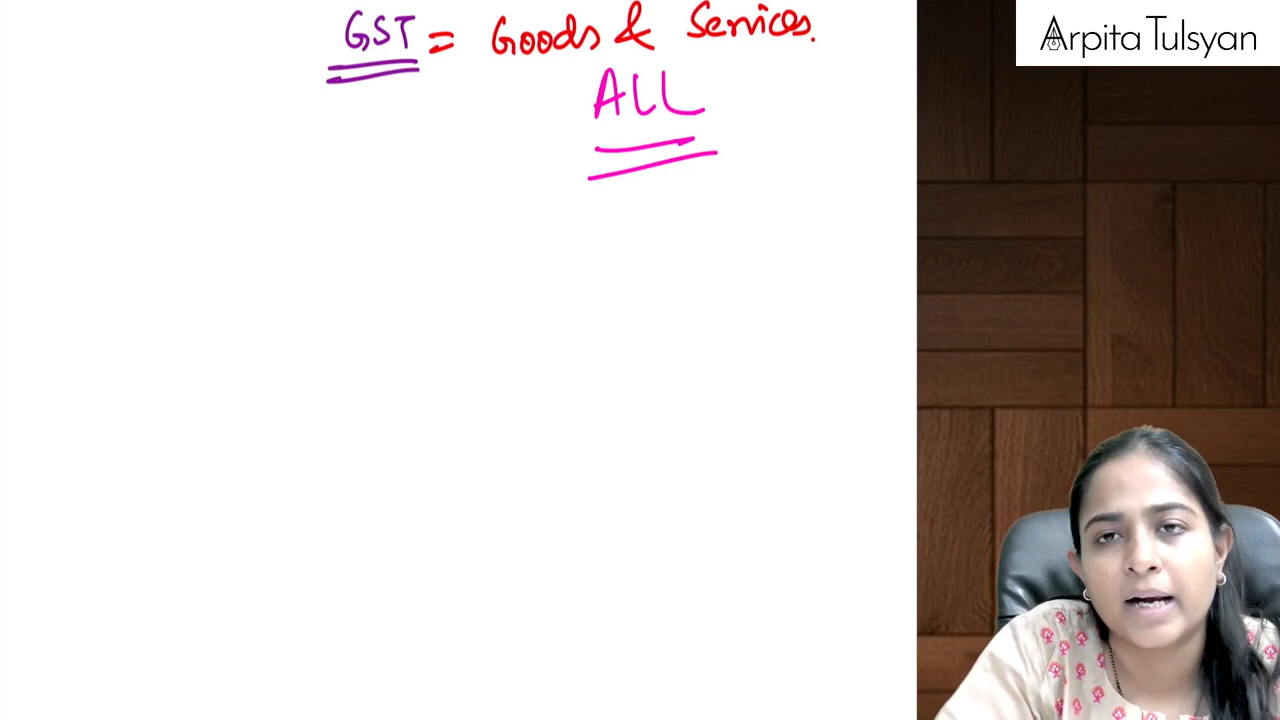 GST = Goods & Services.
ALL
Arpita Tulsyan